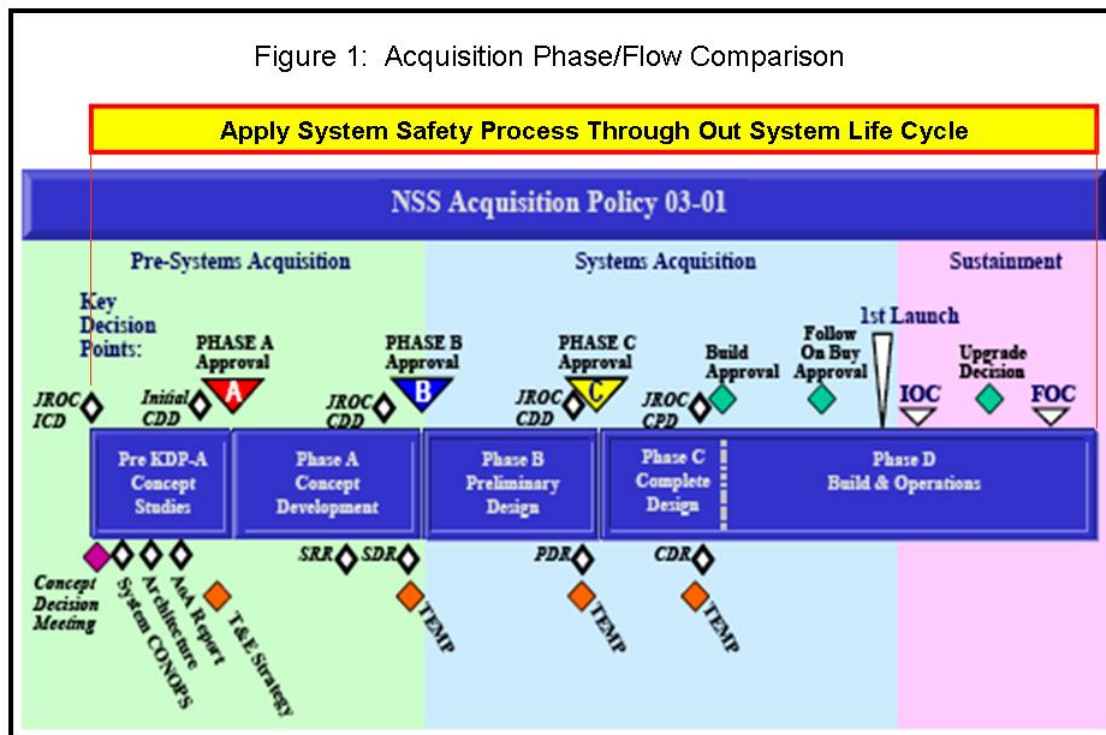 Figure 1: Acquisition Phase/Flow Comparison
Apply System Safety Process Through Out System Life Cycle
NSS Acquisition Policy 03-01
Pre-Systems Acquisition
Systems Acquisition
Sustainment
Key
Decision
Points:
JROC
ICD
Initial
CDD
PHASE A
Approval
A
JROC
CDD
PHASE B
Approval
B
JROC
CDD
PHASE C
Approval
C
JROC
CPD
Build
Approval
Follow
On Buy
Approval
1st Launch
IOC
Upgrade
Decision
FOC
Pre KDP-A
Concept
Studies
Phase A
Concept
Development
Phase B
Preliminary
Design
Phase C
Complete
Design
Phase D
Build & Operations
Concept
Decision
Meeting
System CONOPS
Architecture
AoA Report
T&E Strategy
SRR
SDR
TEMP
PDR
TEMP
CDR
TEMP